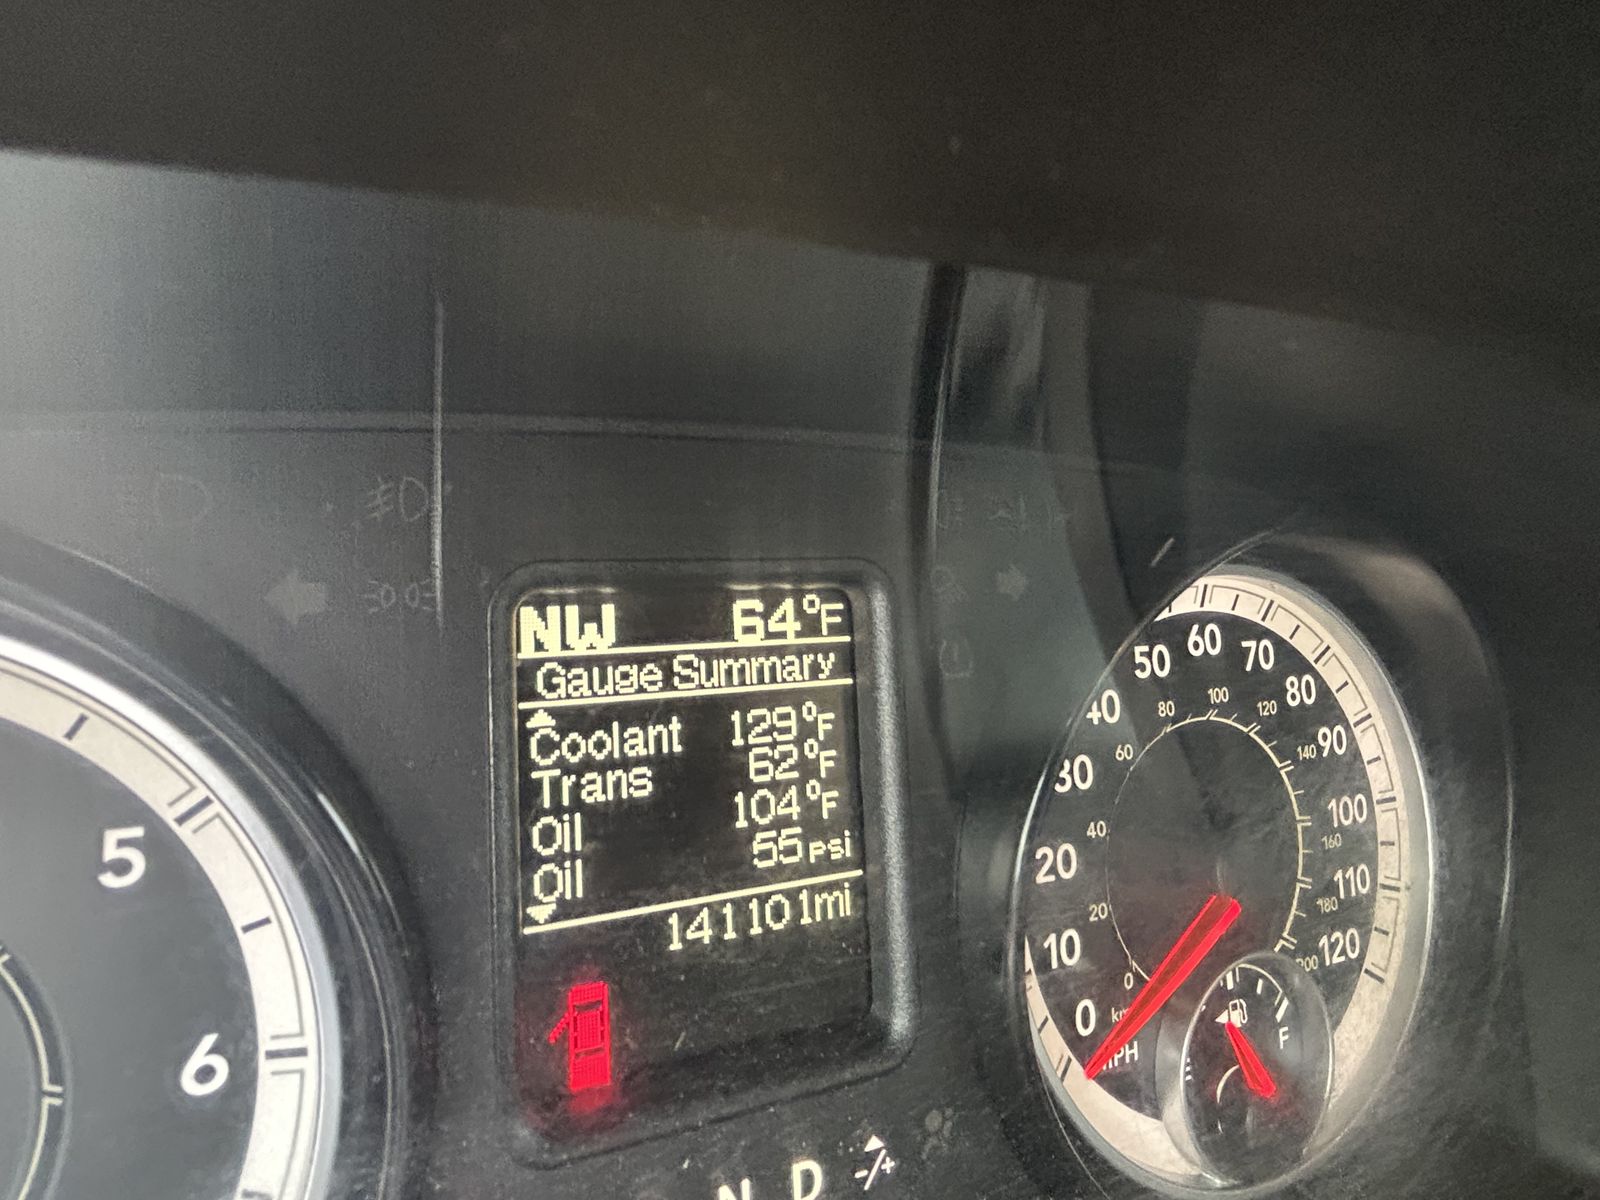 NW 64°F
Gauge Summary
Coolant 129°F
Trans 62°F
Oil 104°F
Oil 55 psi
141101mi
5
6
0
10
20
30
40
50
60
70
80
90
100
110
120
MPH
0
20
40
60
80
100
120
140
160
180
200
F
N D -/+